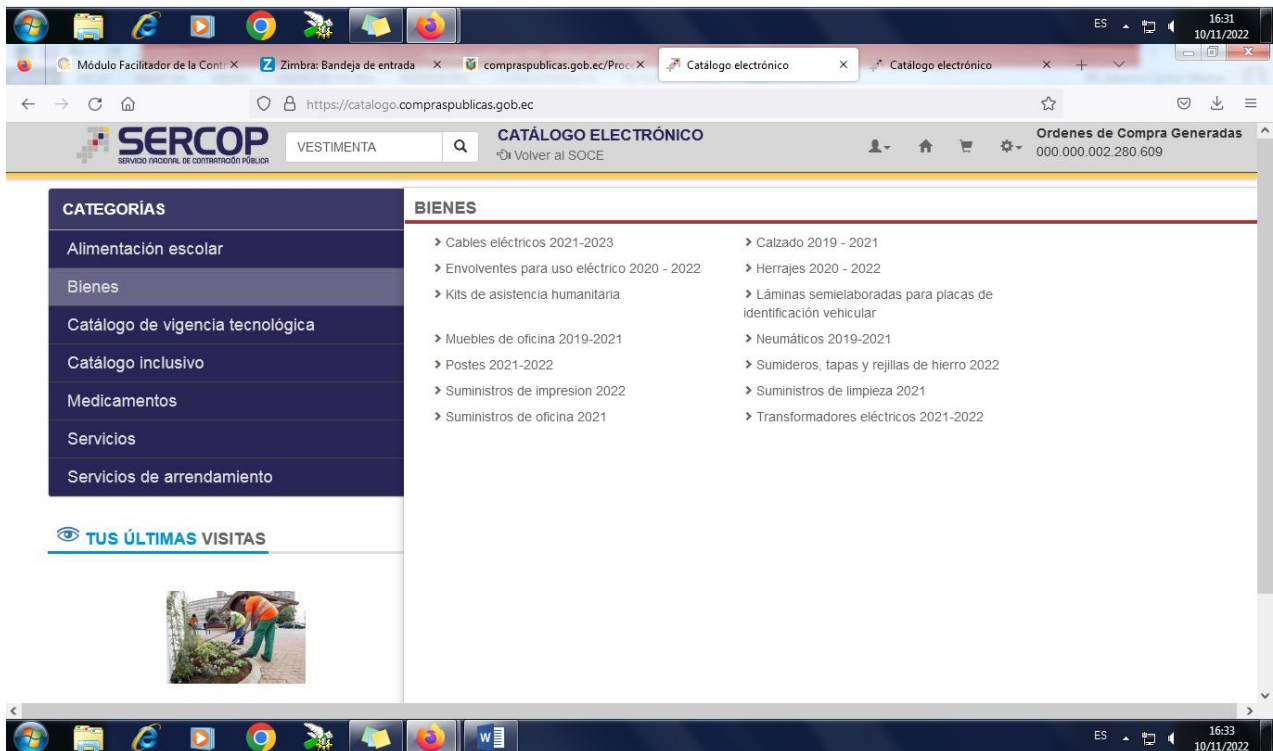 ES
16:31
10/11/2022
Módulo Facilitador de la Contr
Zimbra: Bandeja de entrada
compraspublicas.gob.ec/Proce
Catálogo electrónico
Catálogo electrónico
https://catalogo.compraspublicas.gob.ec
SERCOP
SERVICIO NACIONAL DE CONTRATACIÓN PÚBLICA
VESTIMENTA
CATÁLOGO ELECTRÓNICO
Volver al SOCE
Ordenes de Compra Generadas
000.000.002.280.609
CATEGORÍAS
Alimentación escolar
Bienes
Catálogo de vigencia tecnológica
Catálogo inclusivo
Medicamentos
Servicios
Servicios de arrendamiento
TUS ÚLTIMAS VISITAS
BIENES
Cables eléctricos 2021-2023
Calzado 2019 - 2021
Envolventes para uso eléctrico 2020 - 2022
Herrajes 2020 - 2022
Kits de asistencia humanitaria
Láminas semielaboradas para placas de
identificación vehicular
Muebles de oficina 2019-2021
Neumáticos 2019-2021
Postes 2021-2022
Sumideros, tapas y rejillas de hierro 2022
Suministros de impresion 2022
Suministros de limpieza 2021
Suministros de oficina 2021
Transformadores eléctricos 2021-2022
ES
16:33
10/11/2022